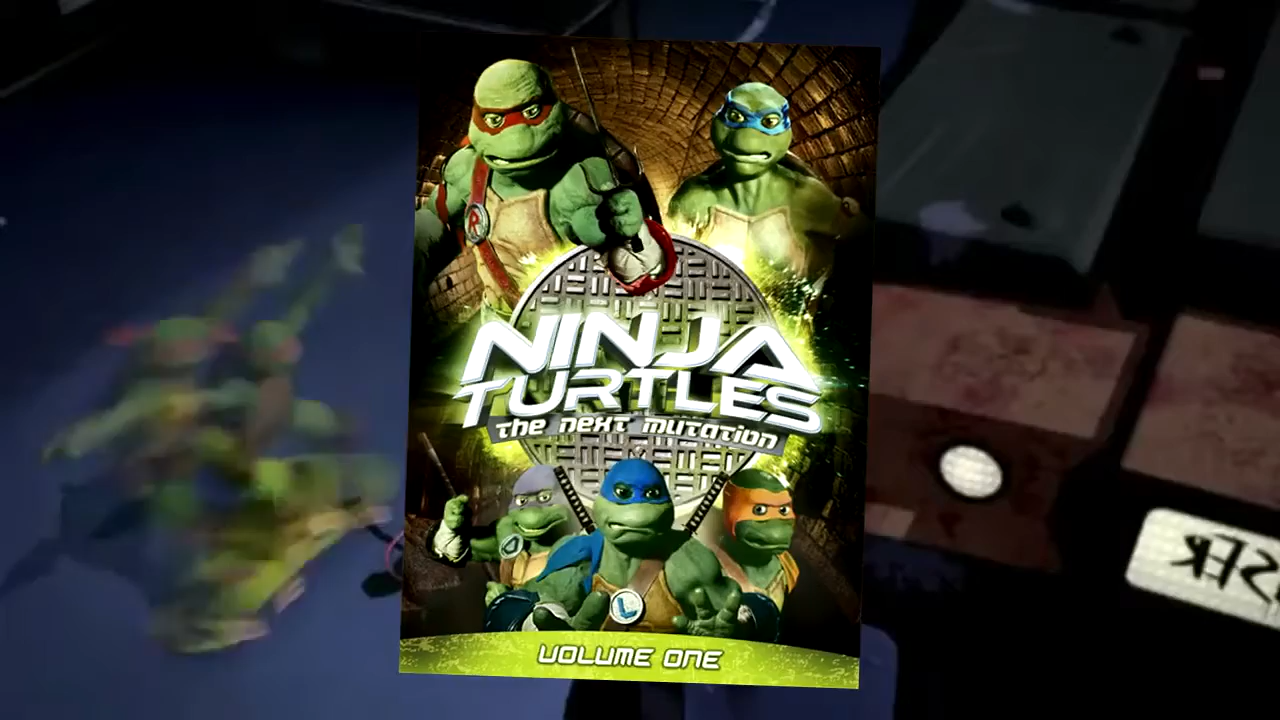 R
NINJA
TURTLES
the next mutation
L
VOLUME ONE